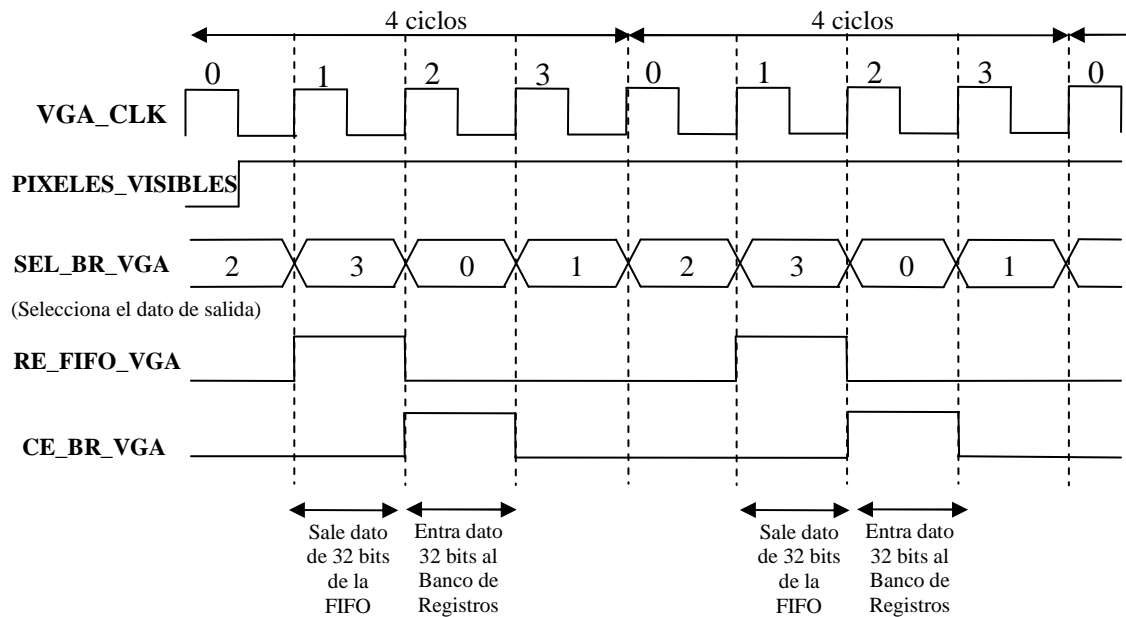 4 ciclos 4 ciclos
0 1 2 3 0 1 2 3 0
VGA_CLK
PIXELES_VISIBLES
SEL_BR_VGA 2 3 0 1 2 3 0 1
(Selecciona el dato de salida)
RE_FIFO_VGA
CE_BR_VGA
Sale dato
de 32 bits
de la
FIFO
Entra dato
32 bits al
Banco de
Registros
Sale dato
de 32 bits
de la
FIFO
Entra dato
32 bits al
Banco de
Registros